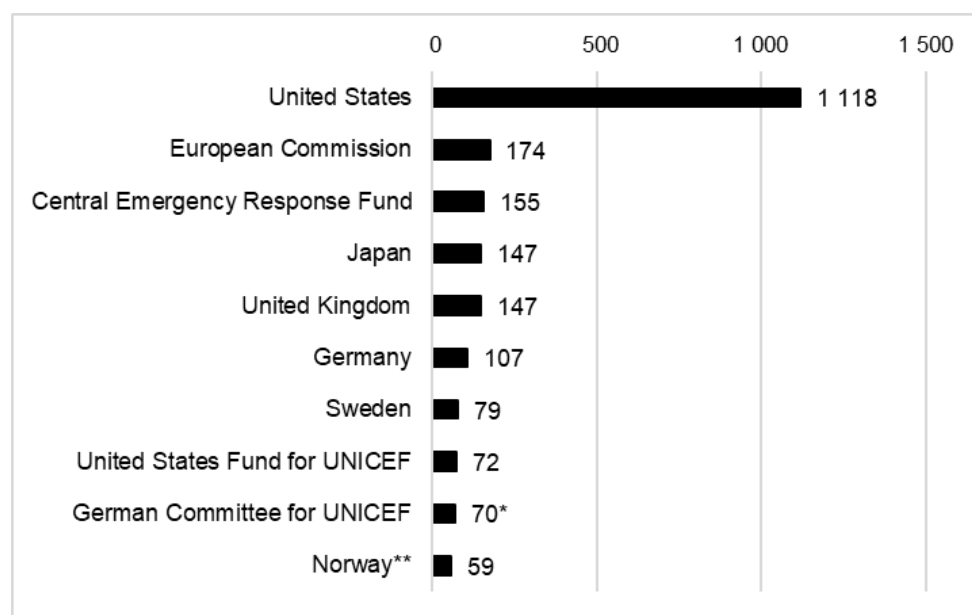 0 500 1 000 1 500
United States 1 118
European Commission 174
Central Emergency Response Fund 155
Japan 147
United Kingdom 147
Germany 107
Sweden 79
United States Fund for UNICEF 72
German Committee for UNICEF 70*
Norway** 59